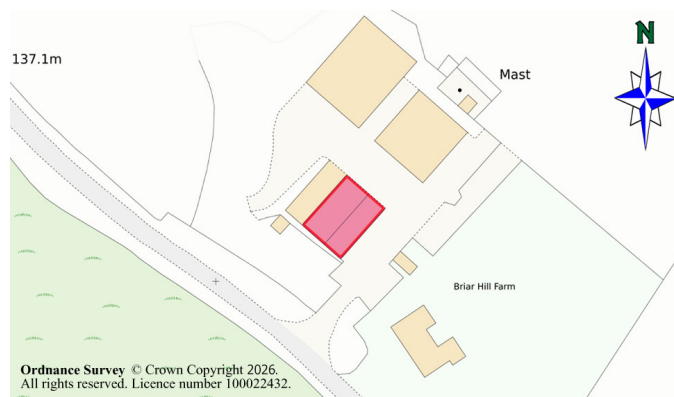 N
137.1m
Mast
Briar Hill Farm
Ordnance Survey © Crown Copyright 2026.
All rights reserved. Licence number 100022432.